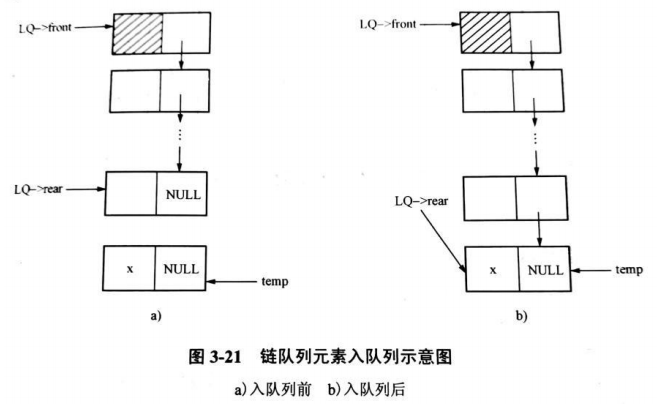 LQ->front
LQ->rear
NULL
x NULL
temp
a)
LQ->front
LQ->rear
x NULL
temp
b)
图 3-21 链队列元素入队列示意图
a)入队列前 b)入队列后